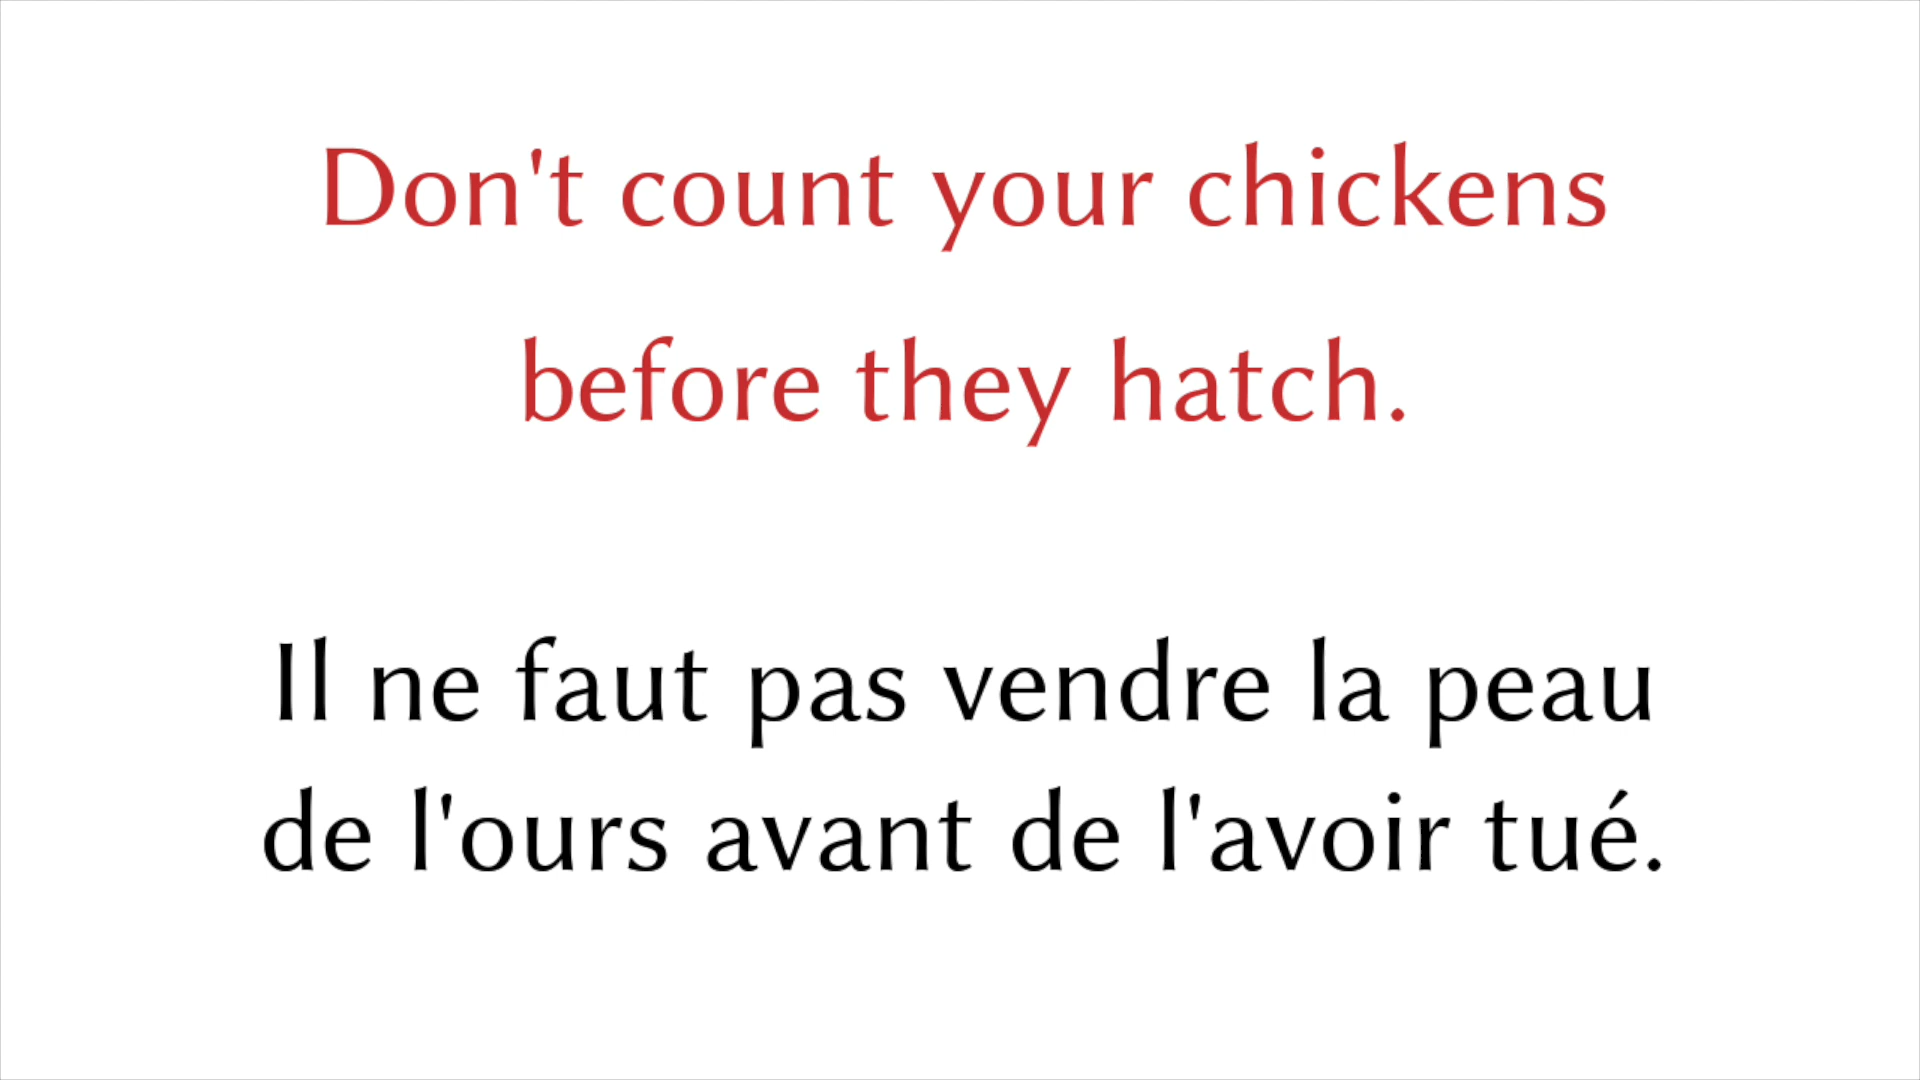 Don't count your chickens
before they hatch.
Il ne faut pas vendre la peau
de l'ours avant de l'avoir tué.